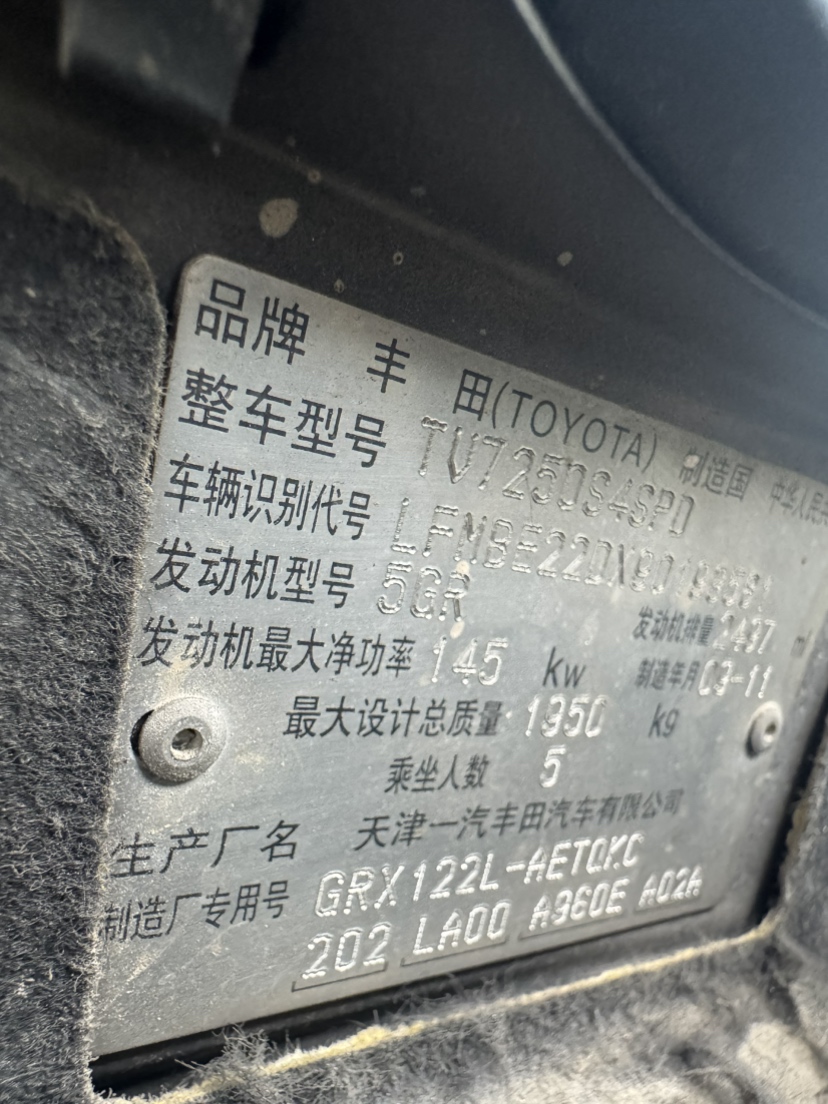 品牌 丰 田(TOYOTA) 制造国 中华人民共
整车型号 TV7250S4SPD
车辆识别代号
发动机型号 5GR 发动机排量 2497 ml
发动机最大净功率 145 kw 制造年月 09-11
最大设计总质量 1950 kg
乘坐人数 5
生产厂名 天津一汽丰田汽车有限公司
制造厂专用号 GRX122L-AETQKC
202 LA00 A960E A02A